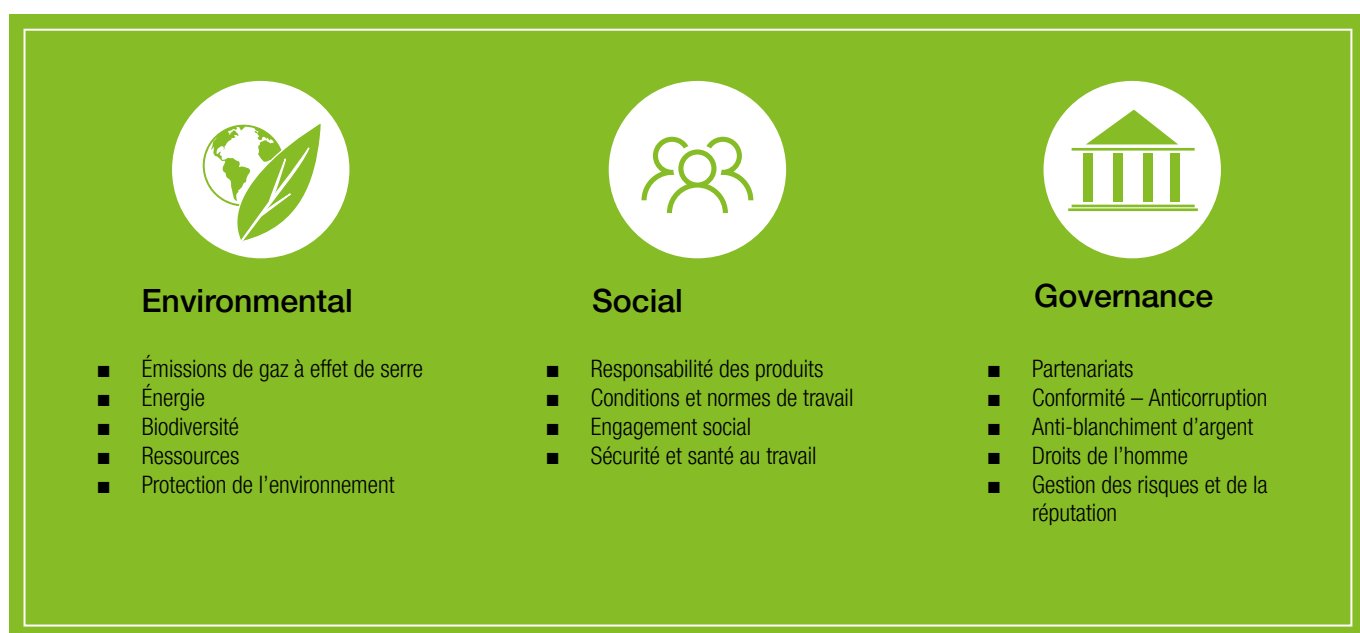 Environmental
■ Émissions de gaz à effet de serre
■ Énergie
■ Biodiversité
■ Ressources
■ Protection de l'environnement
Social
■ Responsabilité des produits
■ Conditions et normes de travail
■ Engagement social
■ Sécurité et santé au travail
Governance
■ Partenariats
■ Conformité – Anticorruption
■ Anti-blanchiment d'argent
■ Droits de l'homme
■ Gestion des risques et de la
réputation